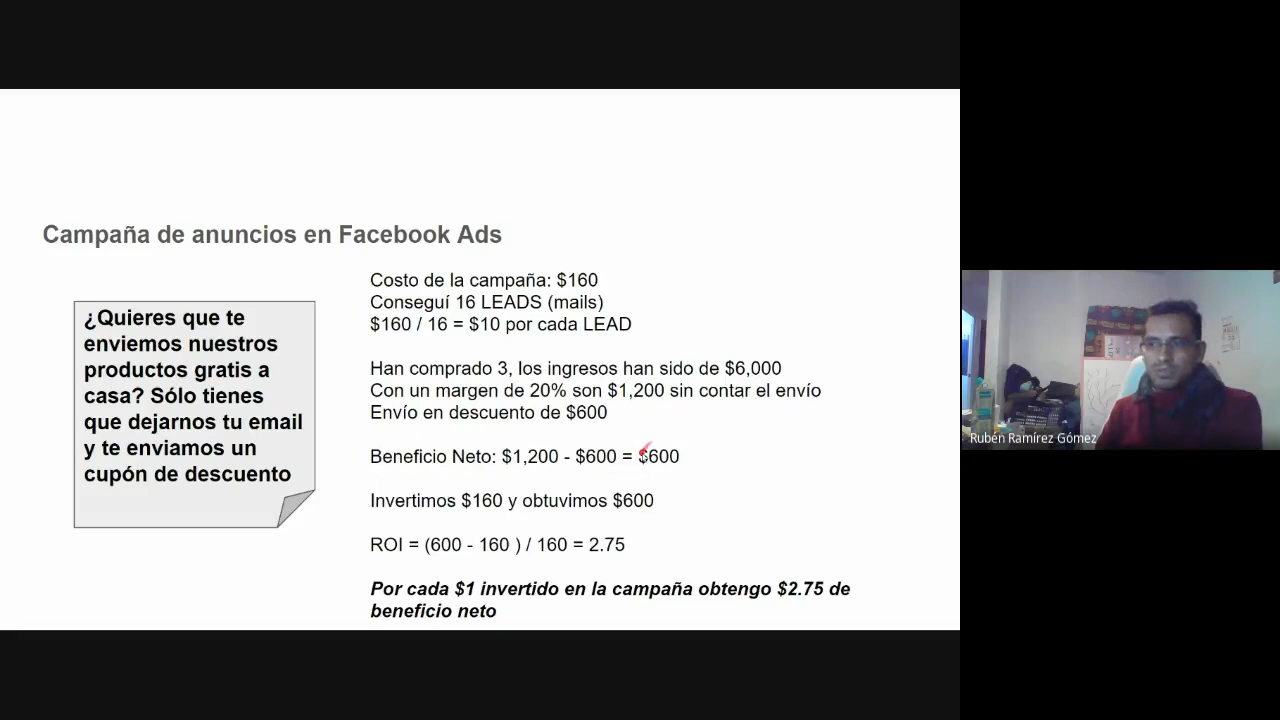 Campaña de anuncios en Facebook Ads
¿Quieres que te
enviemos nuestros
productos gratis a
casa? Sólo tienes
que dejarnos tu email
y te enviamos un
cupón de descuento
Costo de la campaña: $160
Conseguí 16 LEADS (mails)
$160 / 16 = $10 por cada LEAD
Han comprado 3, los ingresos han sido de $6,000
Con un margen de 20% son $1,200 sin contar el envío
Envío en descuento de $600
Beneficio Neto: $1,200 - $600 = $600
Invertimos $160 y obtuvimos $600
ROI = (600 - 160 ) / 160 = 2.75
Por cada $1 invertido en la campaña obtengo $2.75 de
beneficio neto
Rubén Ramírez Gómez